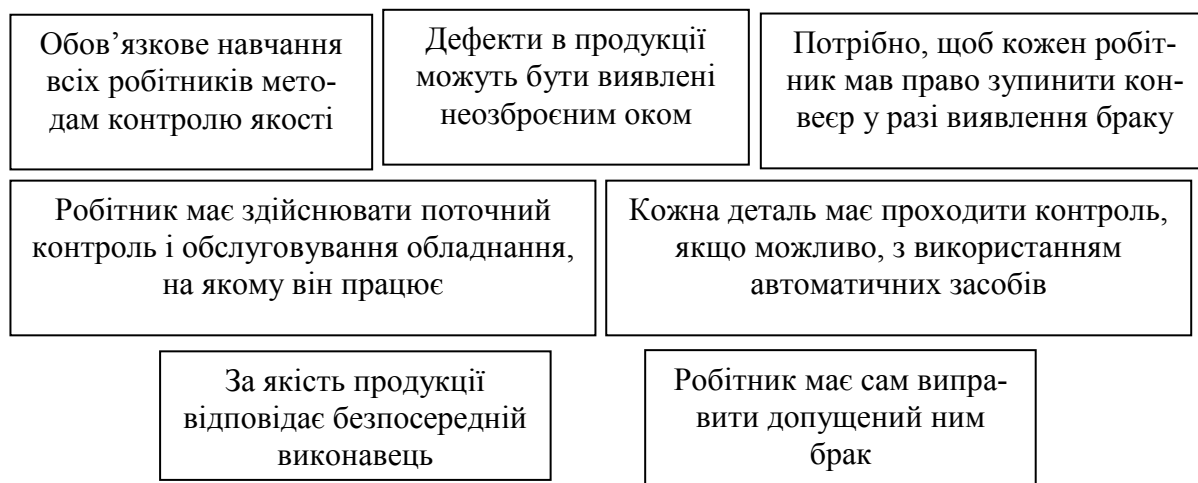 Обов’язкове навчання
всіх робітників мето-
дам контролю якості
Дефекти в продукції
можуть бути виявлені
неозброєним оком
Потрібно, щоб кожен робіт-
ник мав право зупинити кон-
веєр у разі виявлення браку
Робітник має здійснювати поточний
контроль і обслуговування обладнання,
на якому він працює
Кожна деталь має проходити контроль,
якщо можливо, з використанням
автоматичних засобів
За якість продукції
відповідає безпосередній
виконавець
Робітник має сам випра-
вити допущений ним
брак